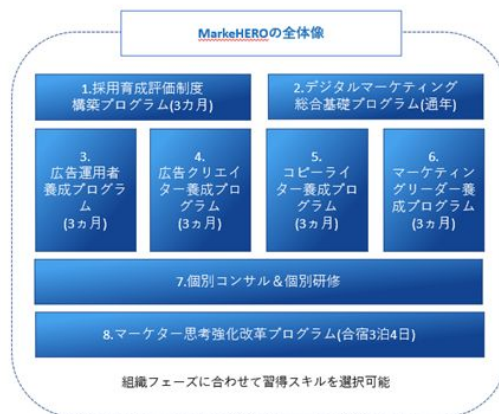 MarkeHEROの全体像
1.採用育成評価制度
構築プログラム(3カ月)
2.デジタルマーケティング
総合基礎プログラム(通年)
3.
広告運用者
養成プログラ
ム
(3ヵ月)
4.
広告クリエイ
ター養成プロ
グラム
(3ヵ月)
5.
コピーライ
ター養成プロ
グラム
(3ヵ月)
6.
マーケティン
グリーダー養
成プログラム
(3ヵ月)
7.個別コンサル＆個別研修
8.マーケター思考強化改革プログラム(合宿3泊4日)
組織フェーズに合わせて習得スキルを選択可能